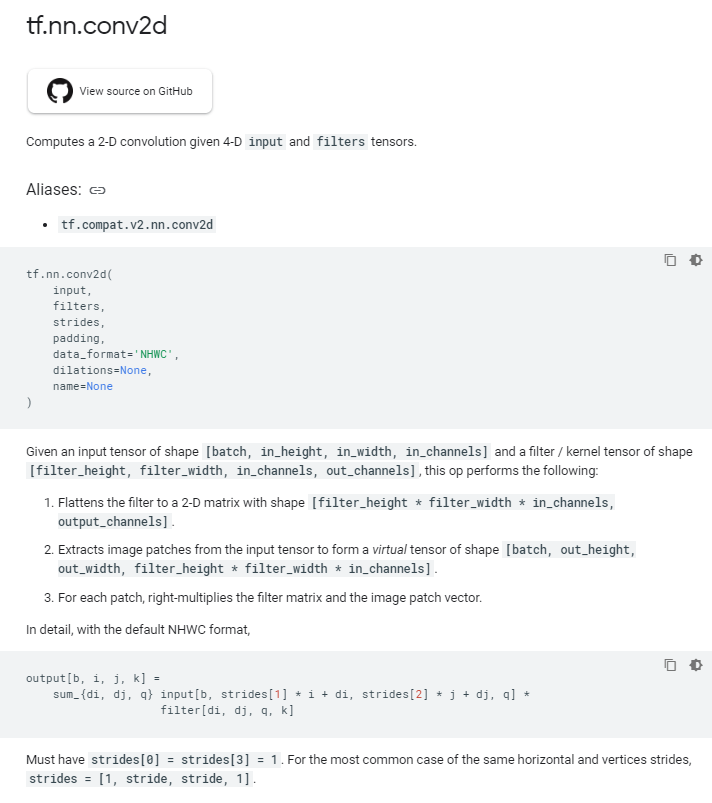 tf.nn.conv2d
View source on GitHub
Computes a 2-D convolution given 4-D input and filters tensors.
Aliases:
• tf.compat.v2.nn.conv2d
tf.nn.conv2d(
    input,
    filters,
    strides,
    padding,
    data_format='NHWC',
    dilations=None,
    name=None
)
Given an input tensor of shape [batch, in_height, in_width, in_channels] and a filter / kernel tensor of shape
[filter_height, filter_width, in_channels, out_channels], this op performs the following:
1. Flattens the filter to a 2-D matrix with shape [filter_height * filter_width * in_channels,
output_channels].
2. Extracts image patches from the input tensor to form a virtual tensor of shape [batch, out_height,
out_width, filter_height * filter_width * in_channels].
3. For each patch, right-multiplies the filter matrix and the image patch vector.
In detail, with the default NHWC format,
output[b, i, j, k] =
    sum_{di, dj, q} input[b, strides[1] * i + di, strides[2] * j + dj, q] *
                    filter[di, dj, q, k]
Must have strides[0] = strides[3] = 1. For the most common case of the same horizontal and vertices strides,
strides = [1, stride, stride, 1].